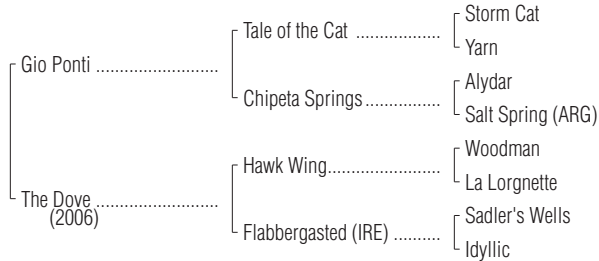 Storm Cat
Tale of the Cat ..................
Yarn
Gio Ponti ..........................
Alydar
Chipeta Springs................
Salt Spring (ARG)
Woodman
Hawk Wing........................
La Lorgnette
The Dove ..........................
(2006)
Sadler's Wells
Flabbergasted (IRE) ..........
Idyllic